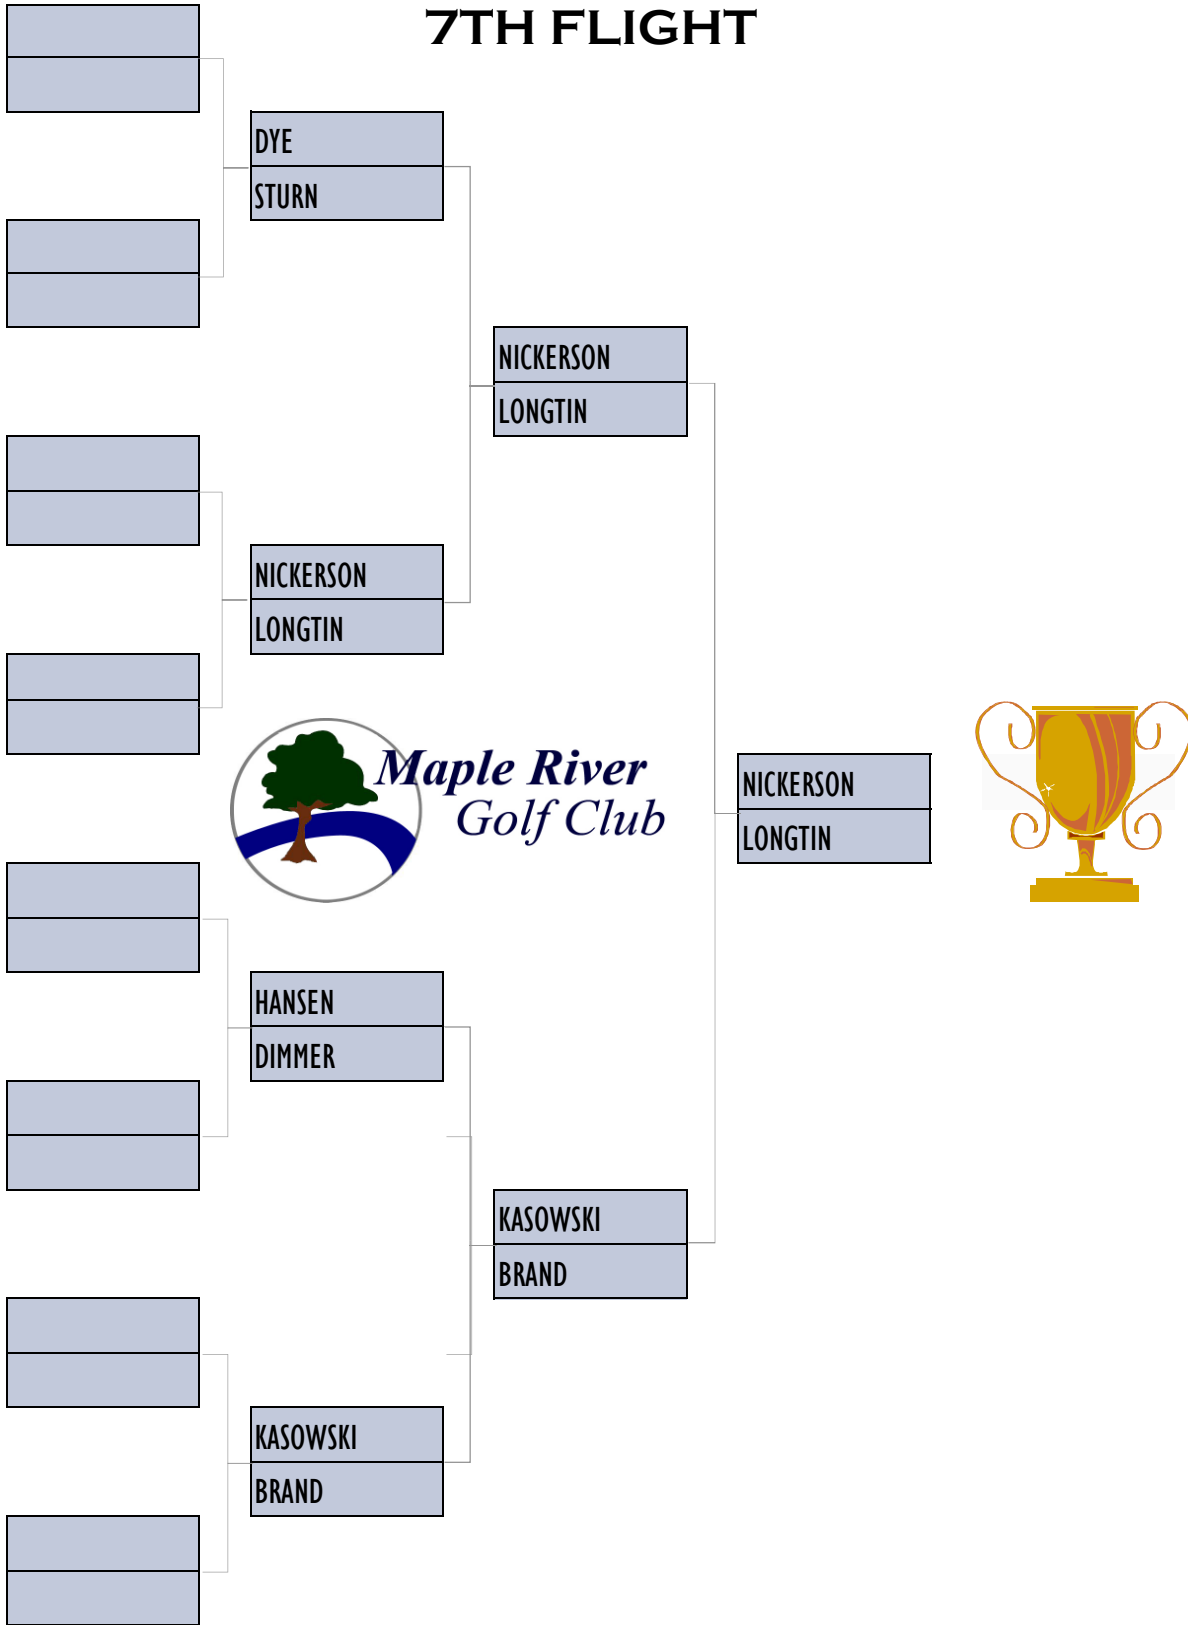 7TH FLIGHT
DYE
STURN
NICKERSON
LONGTIN
NICKERSON
LONGTIN
Maple River
Golf Club
NICKERSON
LONGTIN
HANSEN
DIMMER
KASOWSKI
BRAND
KASOWSKI
BRAND